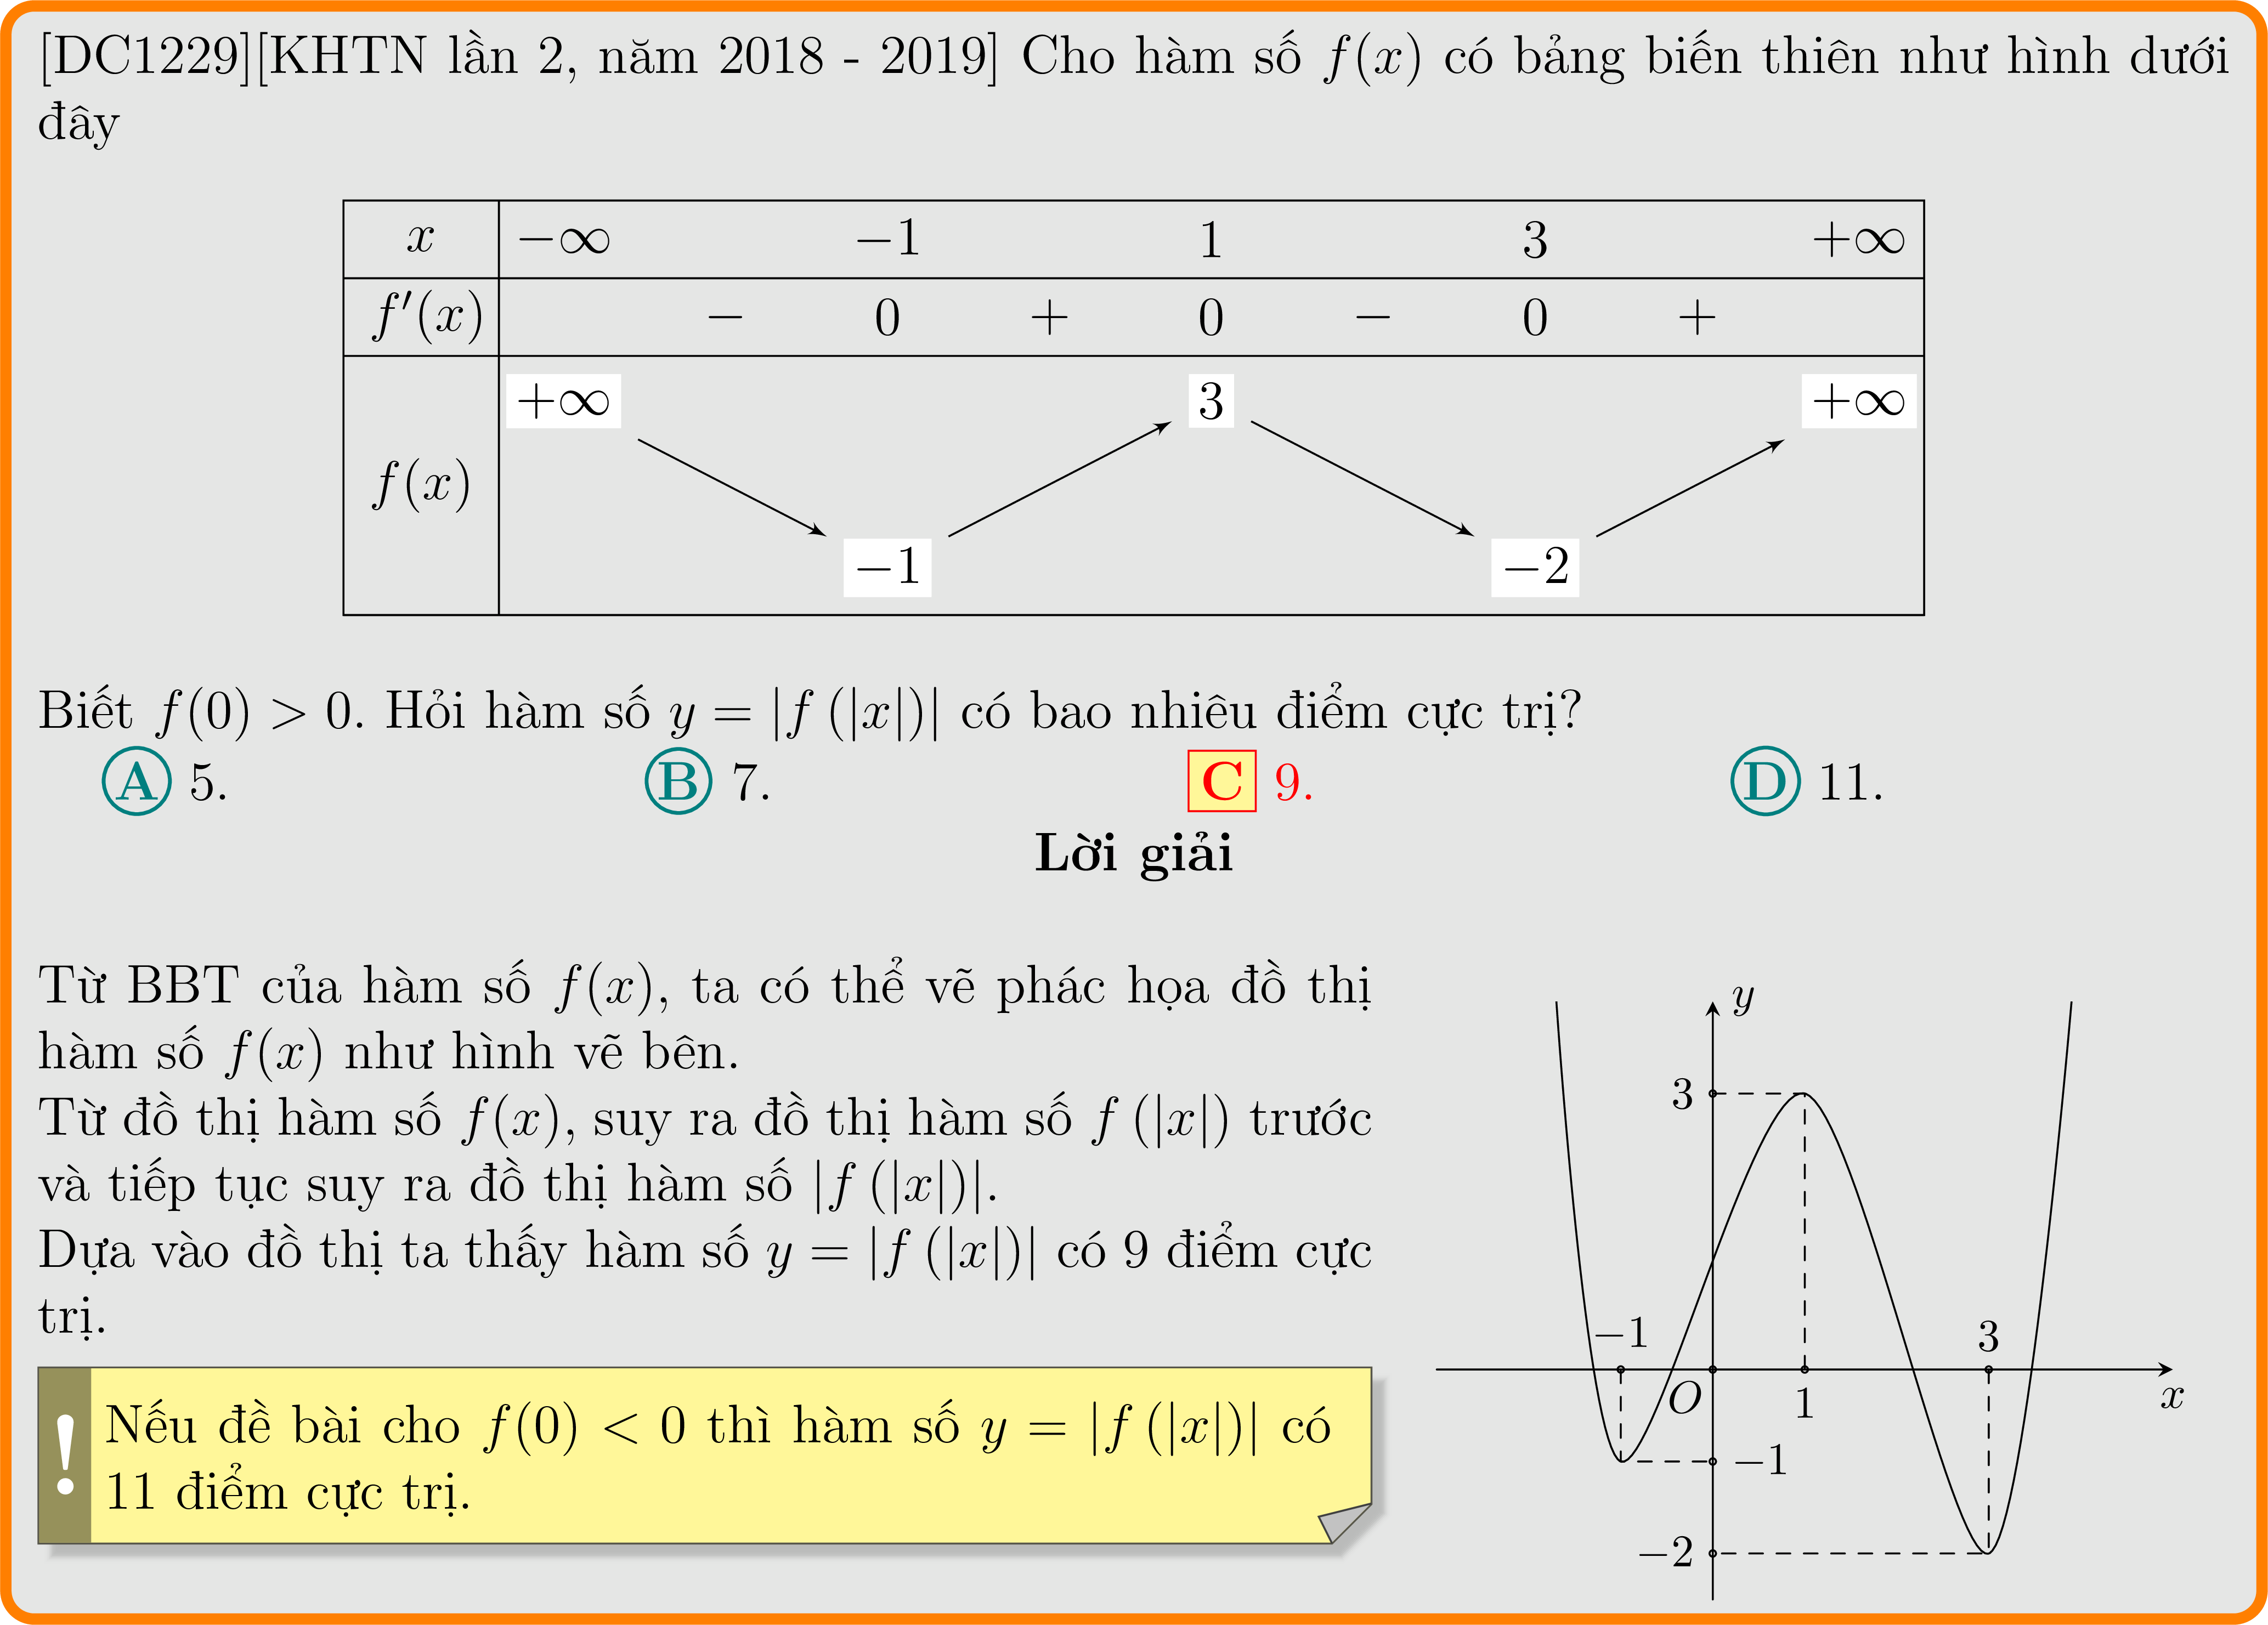 [DC1229][KHTN lần 2, năm 2018 - 2019] Cho hàm số f(x) có bảng biến thiên như hình dưới
đây
x −∞ −1 1 3 +∞
f′(x) − 0 + 0 − 0 +
+∞ 3 +∞
f(x)
−1 −2
Biết f(0) > 0. Hỏi hàm số y = |f (|x|)| có bao nhiêu điểm cực trị?
A 5. B 7. C 9. D 11.
Lời giải
Từ BBT của hàm số f(x), ta có thể vẽ phác họa đồ thị
hàm số f(x) như hình vẽ bên.
Từ đồ thị hàm số f(x), suy ra đồ thị hàm số f (|x|) trước
và tiếp tục suy ra đồ thị hàm số |f (|x|)|.
Dựa vào đồ thị ta thấy hàm số y = |f (|x|)| có 9 điểm cực
trị.
! Nếu đề bài cho f(0) < 0 thì hàm số y = |f (|x|)| có
11 điểm cực trị.
y
3
−1 3
O 1 x
−1
−2